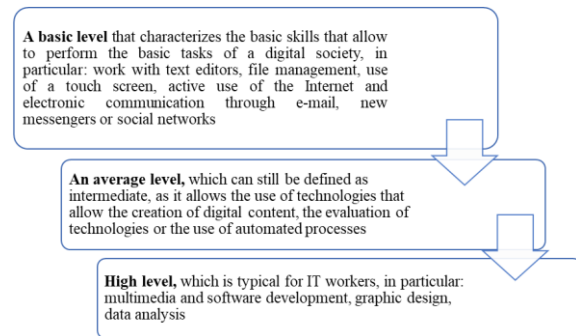 A basic level that characterizes the basic skills that allow
to perform the basic tasks of a digital society, in
particular: work with text editors, file management, use
of a touch screen, active use of the Internet and
electronic communication through e-mail, new
messengers or social networks
An average level, which can still be defined as
intermediate, as it allows the use of technologies that
allow the creation of digital content, the evaluation of
technologies or the use of automated processes
High level, which is typical for IT workers, in particular:
multimedia and software development, graphic design,
data analysis